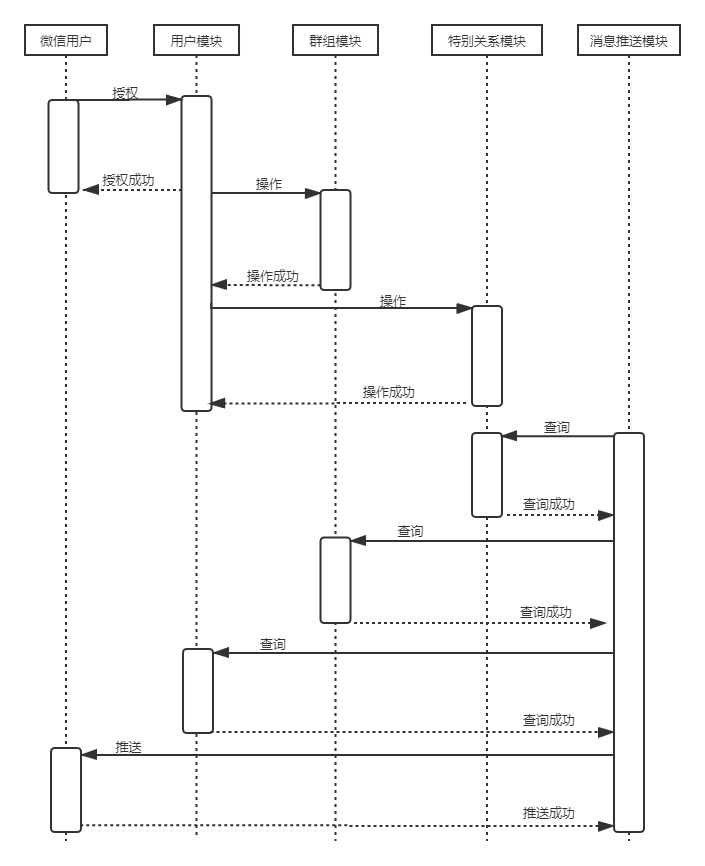 微信用户
用户模块
群组模块
特别关系模块
消息推送模块
授权
授权成功
操作
操作成功
操作
操作成功
查询
查询成功
查询
查询成功
查询
查询成功
推送
推送成功